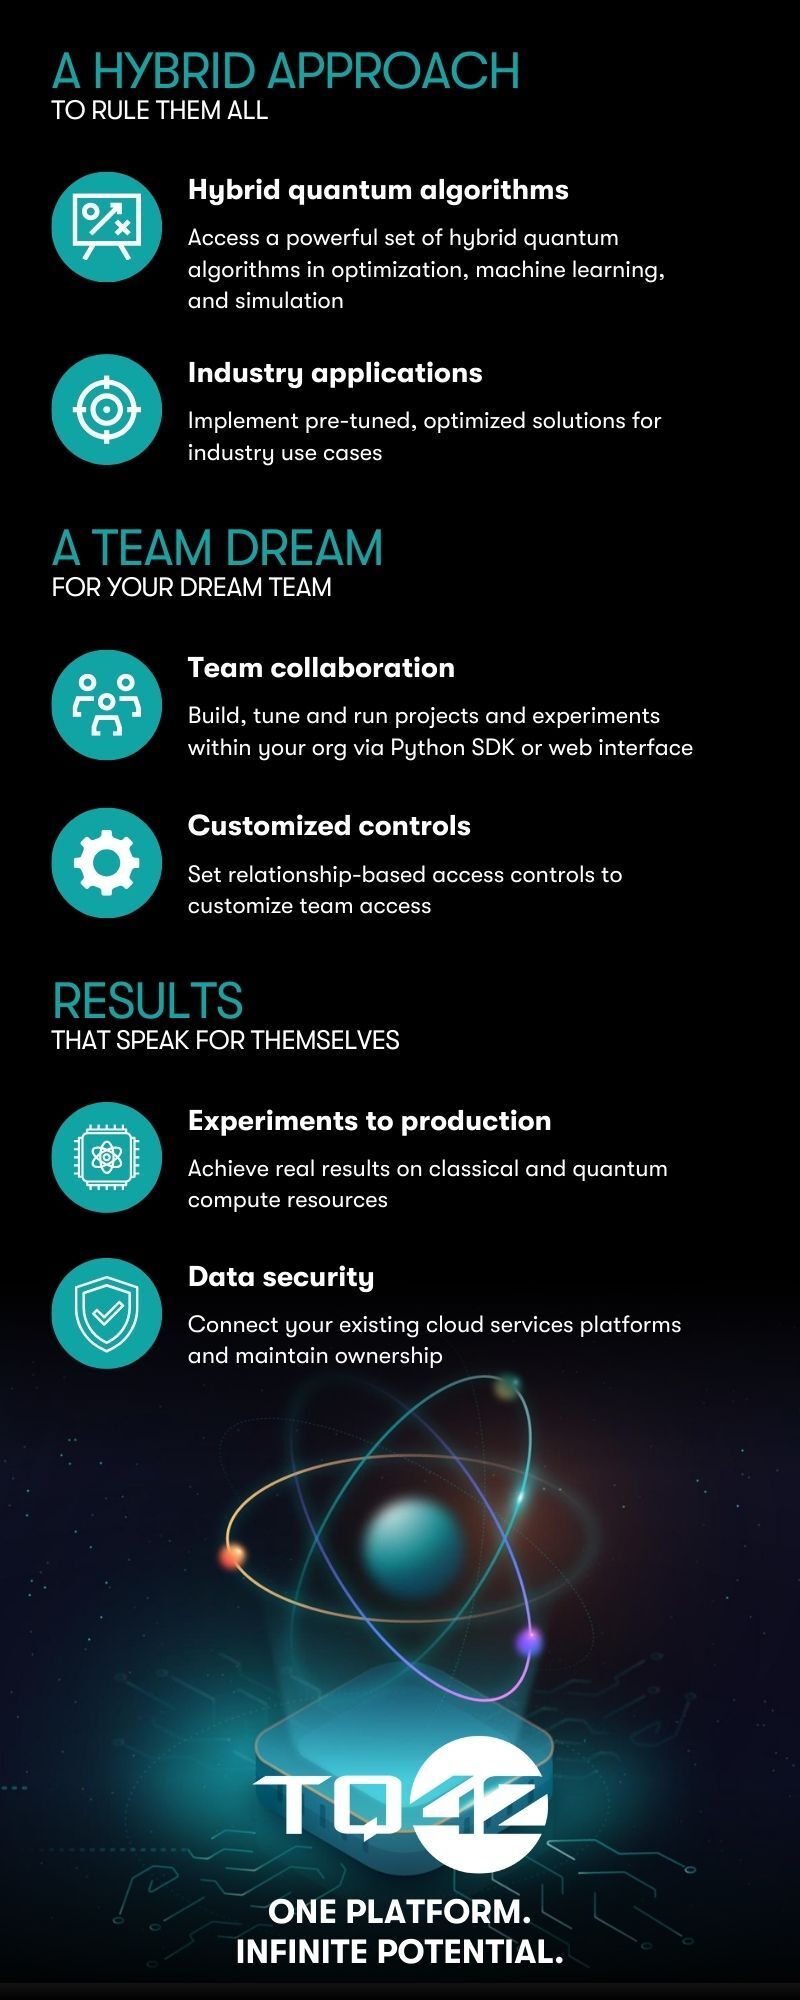 A HYBRID APPROACH
TO RULE THEM ALL
Hybrid quantum algorithms
Access a powerful set of hybrid quantum
algorithms in optimization, machine learning,
and simulation
Industry applications
Implement pre-tuned, optimized solutions for
industry use cases
A TEAM DREAM
FOR YOUR DREAM TEAM
Team collaboration
Build, tune and run projects and experiments
within your org via Python SDK or web interface
Customized controls
Set relationship-based access controls to
customize team access
RESULTS
THAT SPEAK FOR THEMSELVES
Experiments to production
Achieve real results on classical and quantum
compute resources
Data security
Connect your existing cloud services platforms
and maintain ownership
TQ42
ONE PLATFORM.
INFINITE POTENTIAL.